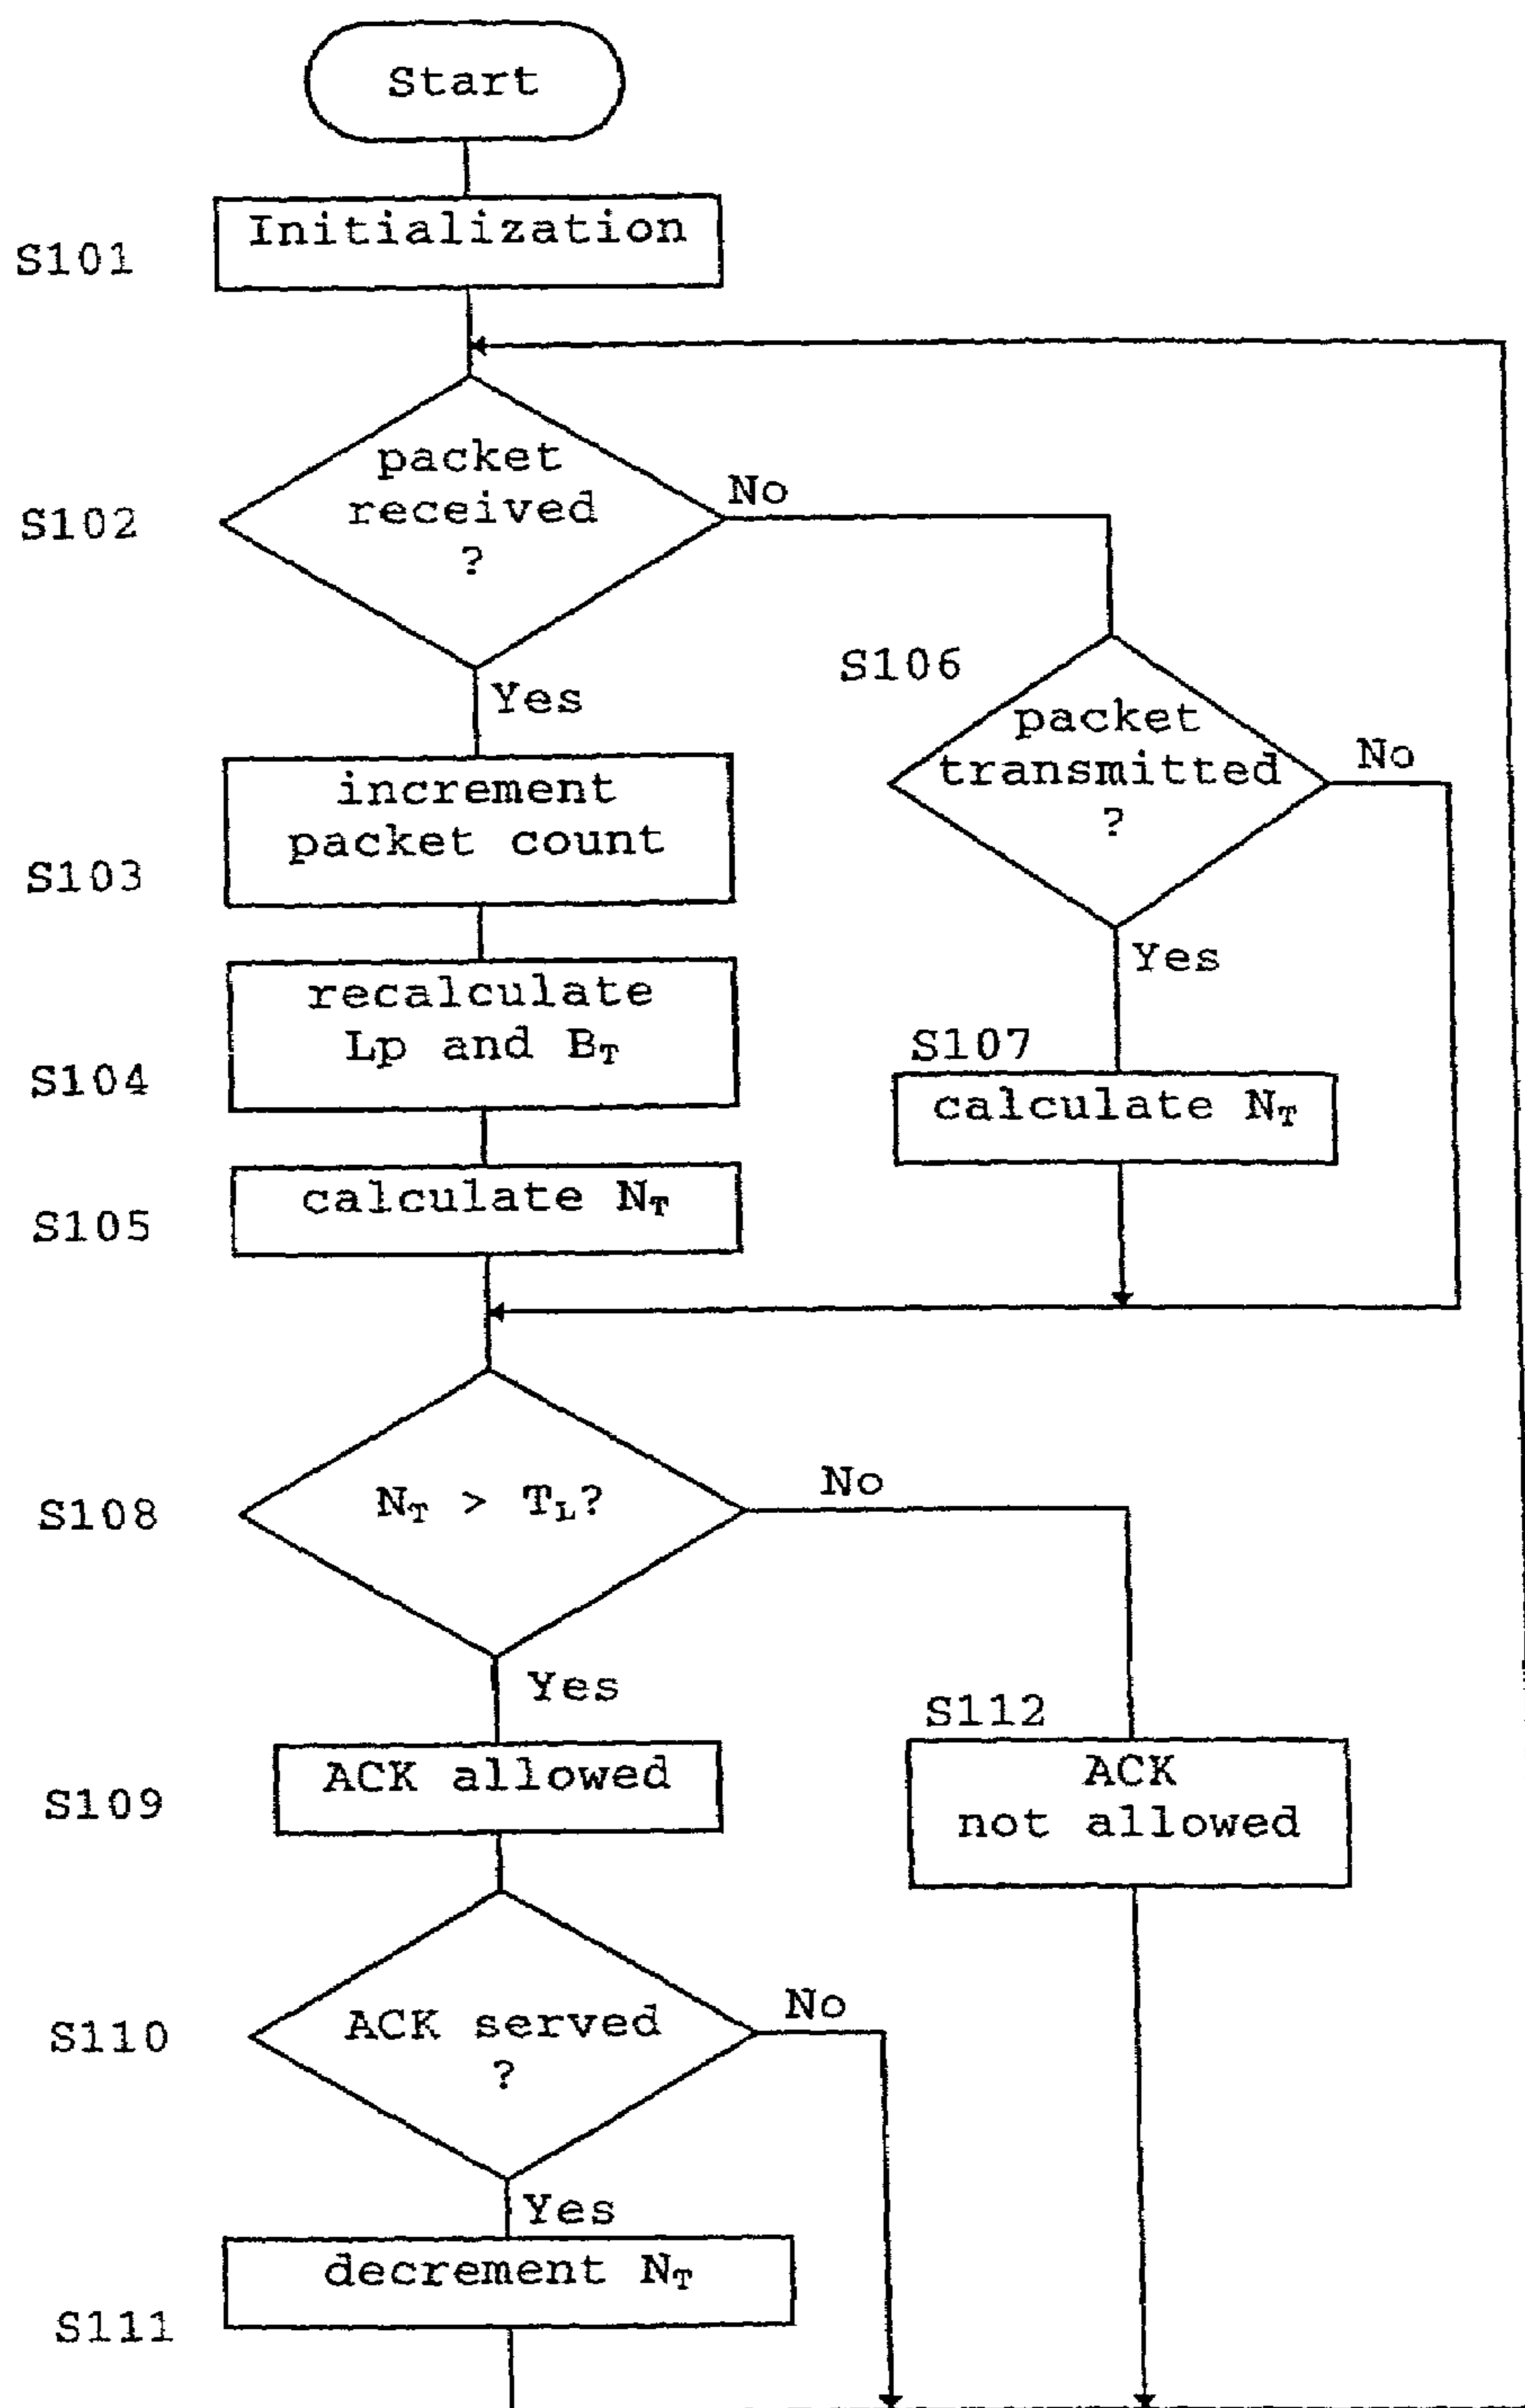 Start
S101
Initialization
S102
packet
received
?
No
Yes
S106
packet
transmitted
?
No
Yes
S103
increment
packet count
S104
recalculate
Lp and B_T
S107
calculate N_T
S105
calculate N_T
S108
N_T > T_L?
No
Yes
S109
ACK allowed
S112
ACK
not allowed
S110
ACK served
?
No
Yes
S111
decrement N_T